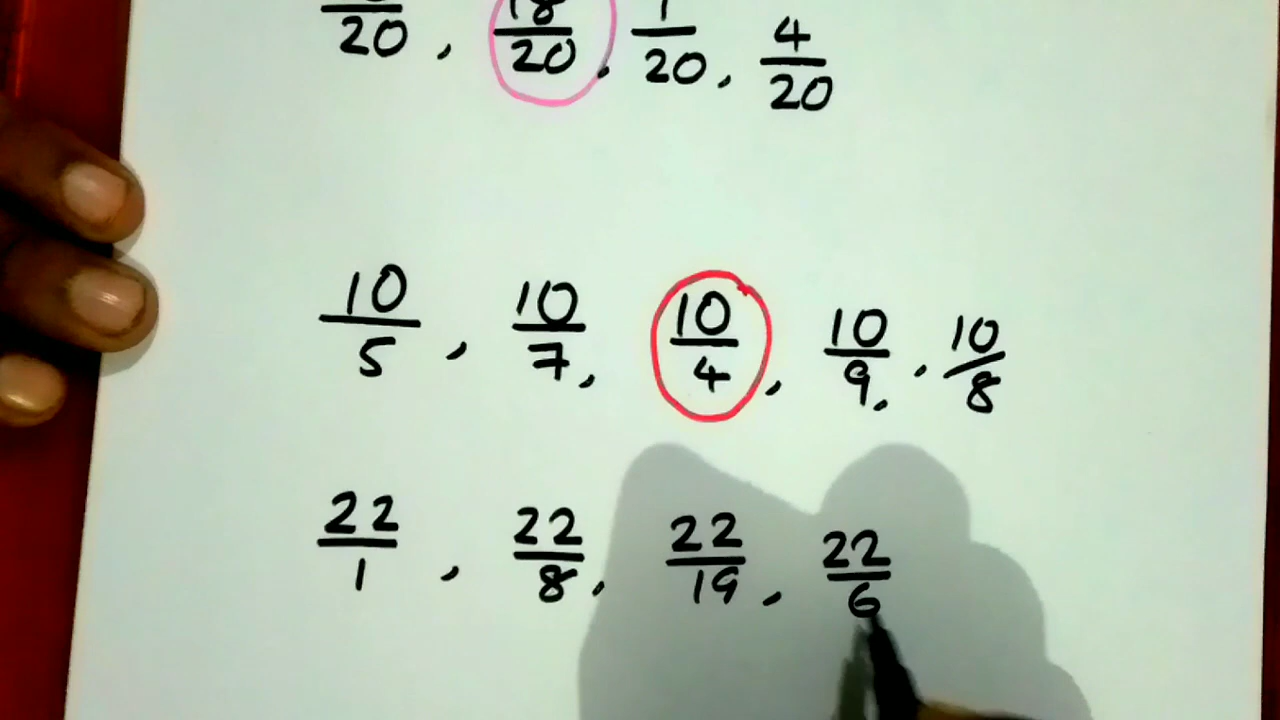 /20, 18/20, 1/20, 4/20
10/5, 10/7, 10/4, 10/9, 10/8
22/1, 22/8, 22/19, 22/6